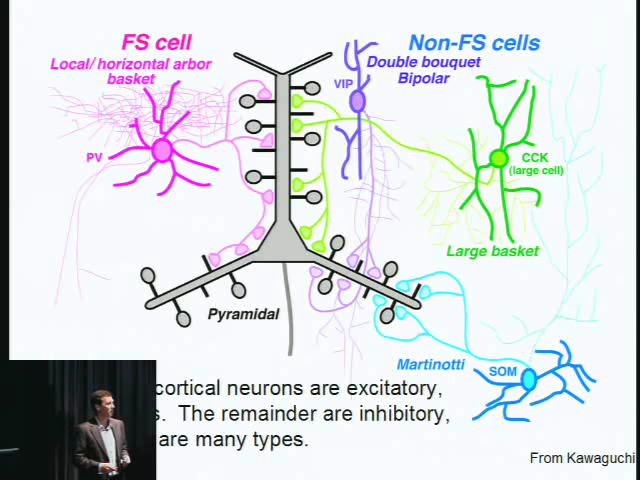 FS cell
Local/horizontal arbor
basket
PV
Non-FS cells
Double bouquet
Bipolar
VIP
CCK
(large cell)
Large basket
Pyramidal
Martinotti
SOM
cortical neurons are excitatory,
s. The remainder are inhibitory,
are many types.
From Kawaguchi